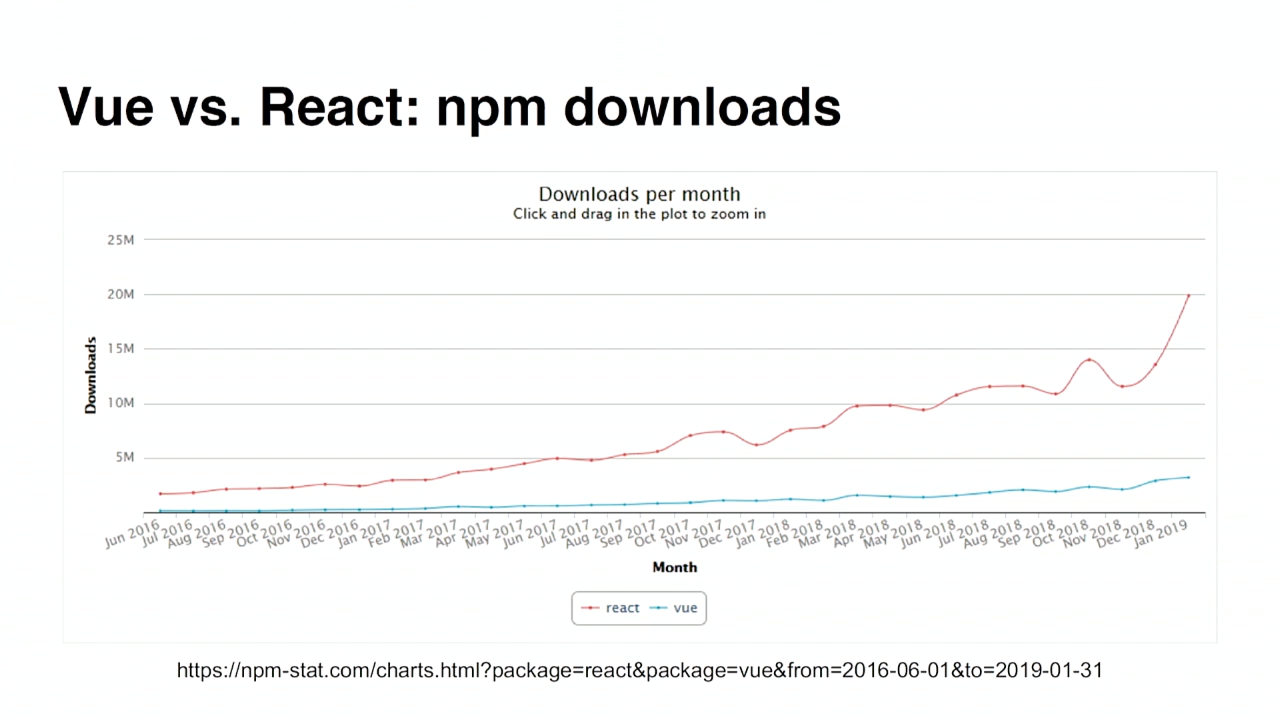 Vue vs. React: npm downloads
Downloads per month
Click and drag in the plot to zoom in
25M
20M
15M
10M
5M
Downloads
Jun 2016
Jul 2016
Aug 2016
Sep 2016
Oct 2016
Nov 2016
Dec 2016
Jan 2017
Feb 2017
Mar 2017
Apr 2017
May 2017
Jun 2017
Jul 2017
Aug 2017
Sep 2017
Oct 2017
Nov 2017
Dec 2017
Jan 2018
Feb 2018
Mar 2018
Apr 2018
May 2018
Jun 2018
Jul 2018
Aug 2018
Sep 2018
Oct 2018
Nov 2018
Dec 2018
Jan 2019
Month
react vue
https://npm-stat.com/charts.html?package=react&package=vue&from=2016-06-01&to=2019-01-31